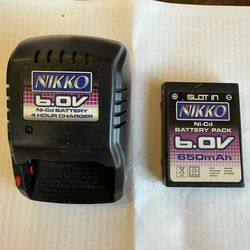 NIKKO
6.0V
Ni-Cd BATTERY
4 HOUR CHARGER
SLOT IN
NIKKO
Ni-Cd
BATTERY PACK
6.0V
650mAh